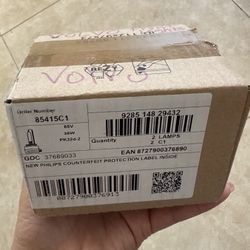 VOLTS
Order Number
85415C1
85V
35W
PK32d-2
9285 148 29432
Quantity
2 LAMPS
2 C1
GOC 37689033
EAN 8727900376890
NEW PHILIPS COUNTERFEIT PROTECTION LABEL INSIDE